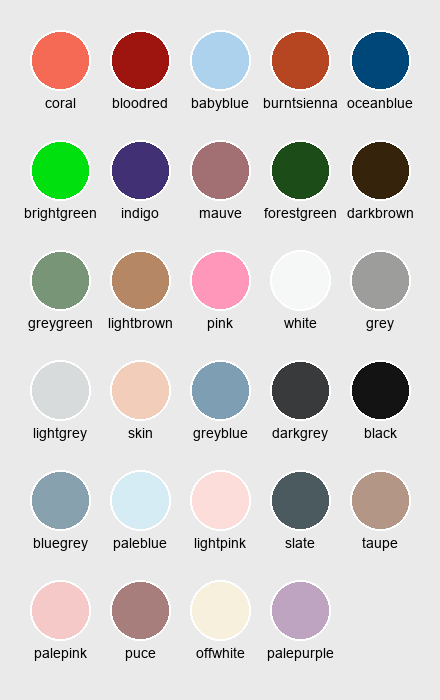 coral bloodred babyblue burntsienna oceanblue
brightgreen indigo mauve forestgreen darkbrown
greygreen lightbrown pink white grey
lightgrey skin greyblue darkgrey black
bluegrey paleblue lightpink slate taupe
palepink puce offwhite palepurple